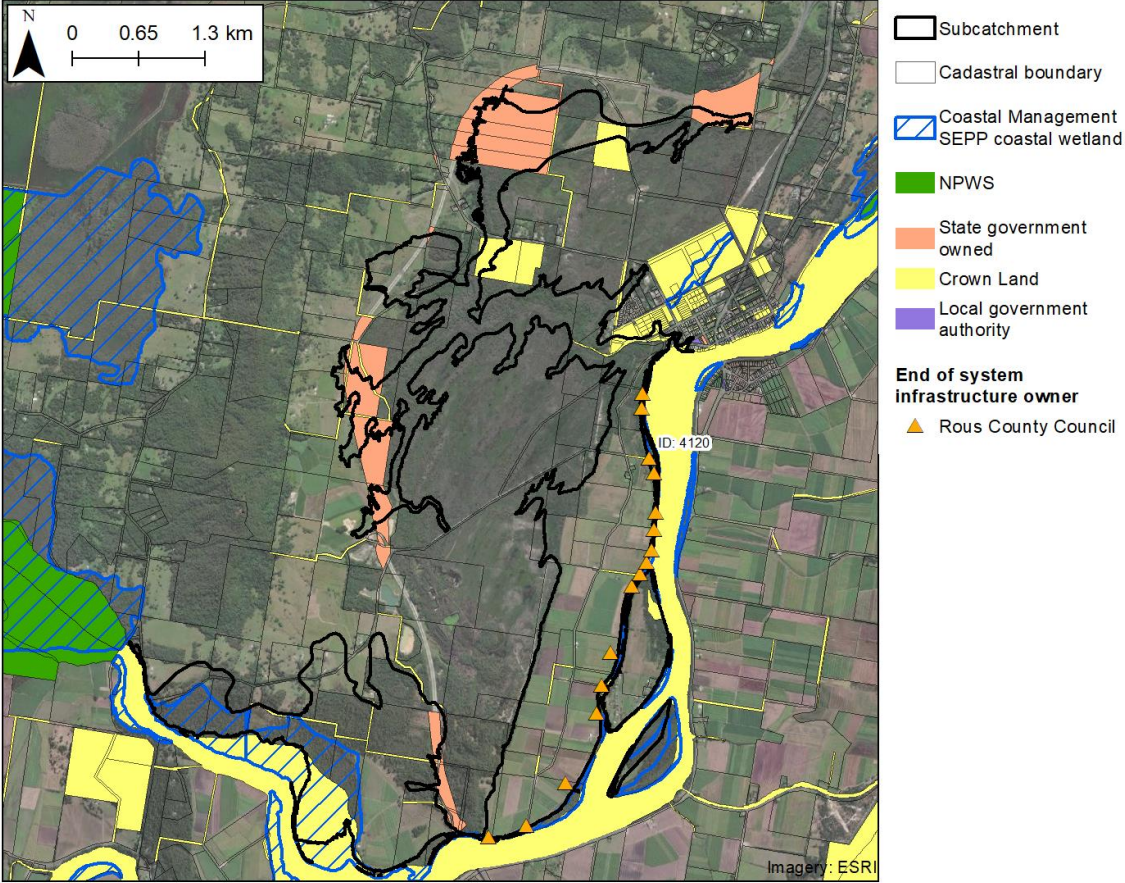 N
0 0.65 1.3 km
ID: 4120
Imagery: ESRI
Subcatchment
Cadastral boundary
Coastal Management
SEPP coastal wetland
NPWS
State government
owned
Crown Land
Local government
authority
End of system
infrastructure owner
Rous County Council